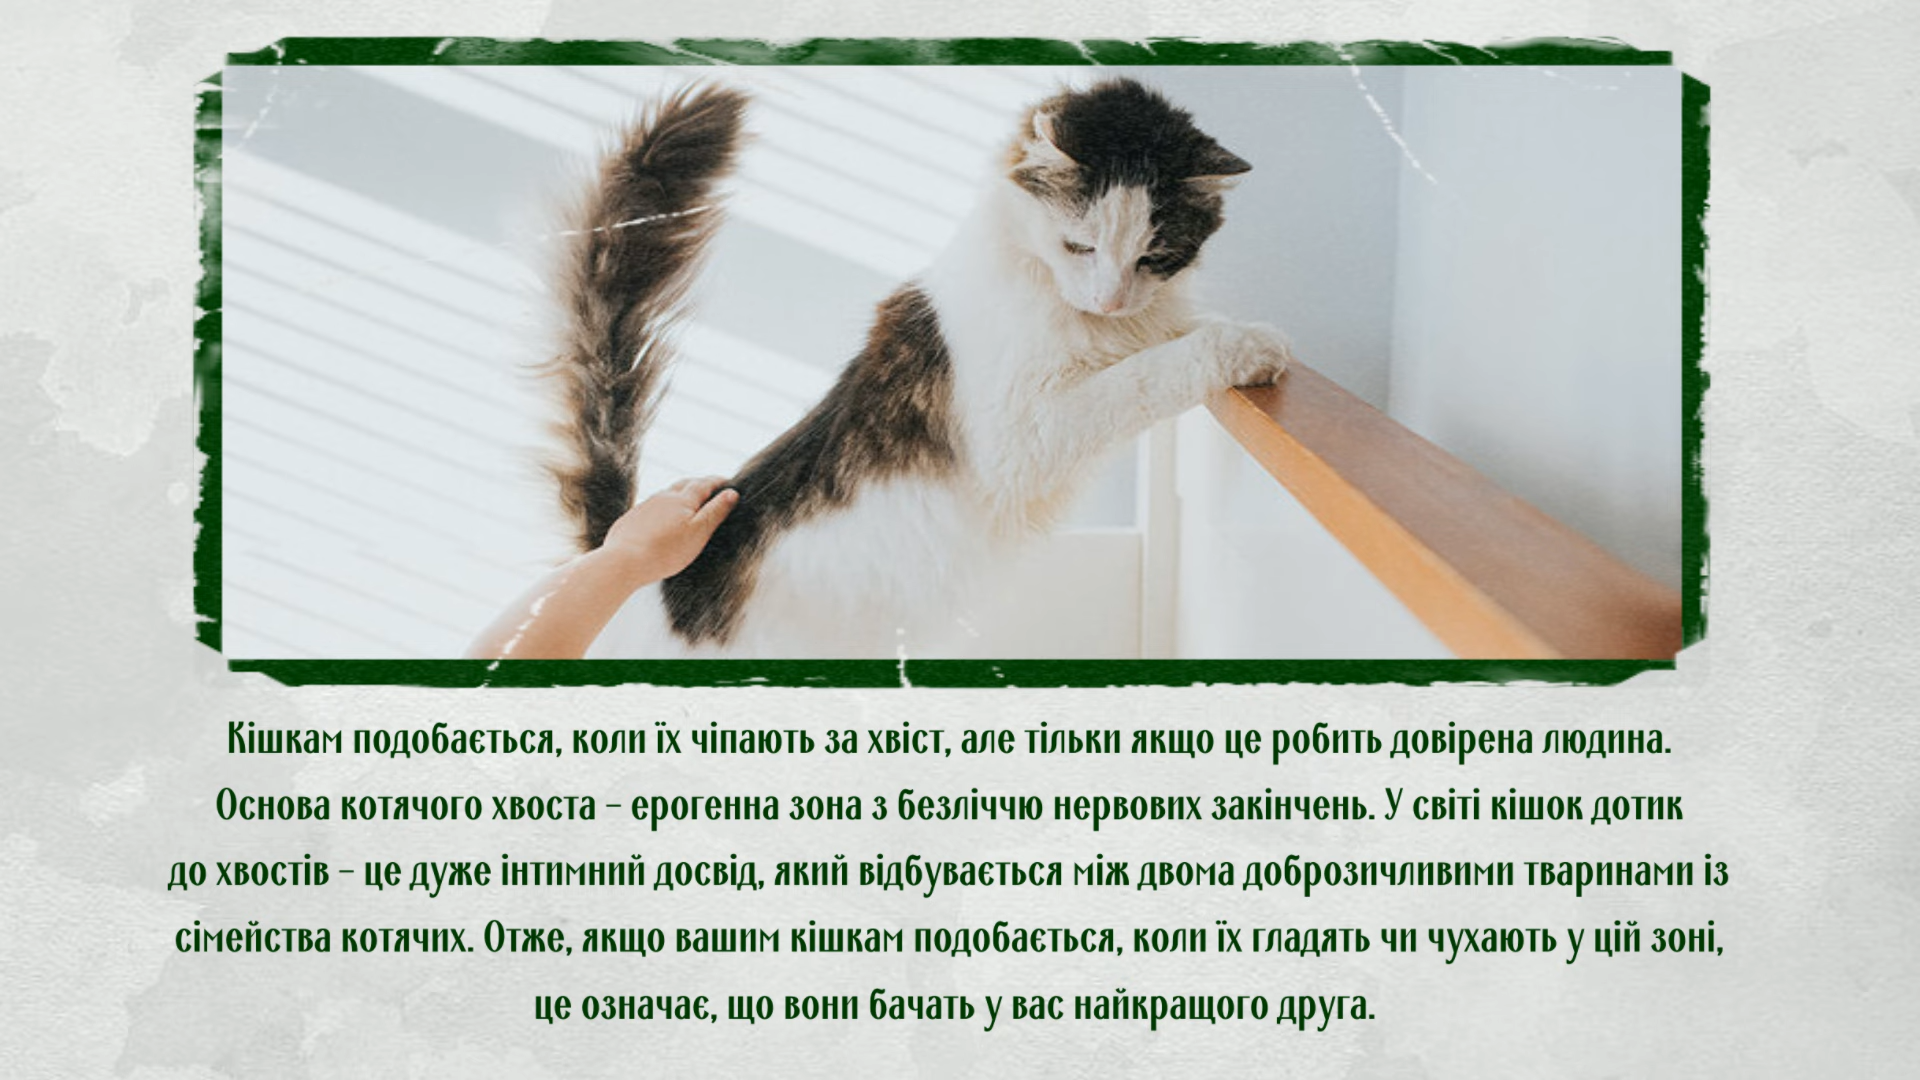 Кішкам подобається, коли їх чіпають за хвіст, але тільки якщо це робить довірена людина.
Основа котячого хвоста – ерогенна зона з безліччю нервових закінчень. У світі кішок дотик
до хвостів – це дуже інтимний досвід, який відбувається між двома доброзичливими тваринами із
сімейства котячих. Отже, якщо вашим кішкам подобається, коли їх гладять чи чухають у цій зоні,
це означає, що вони бачать у вас найкращого друга.